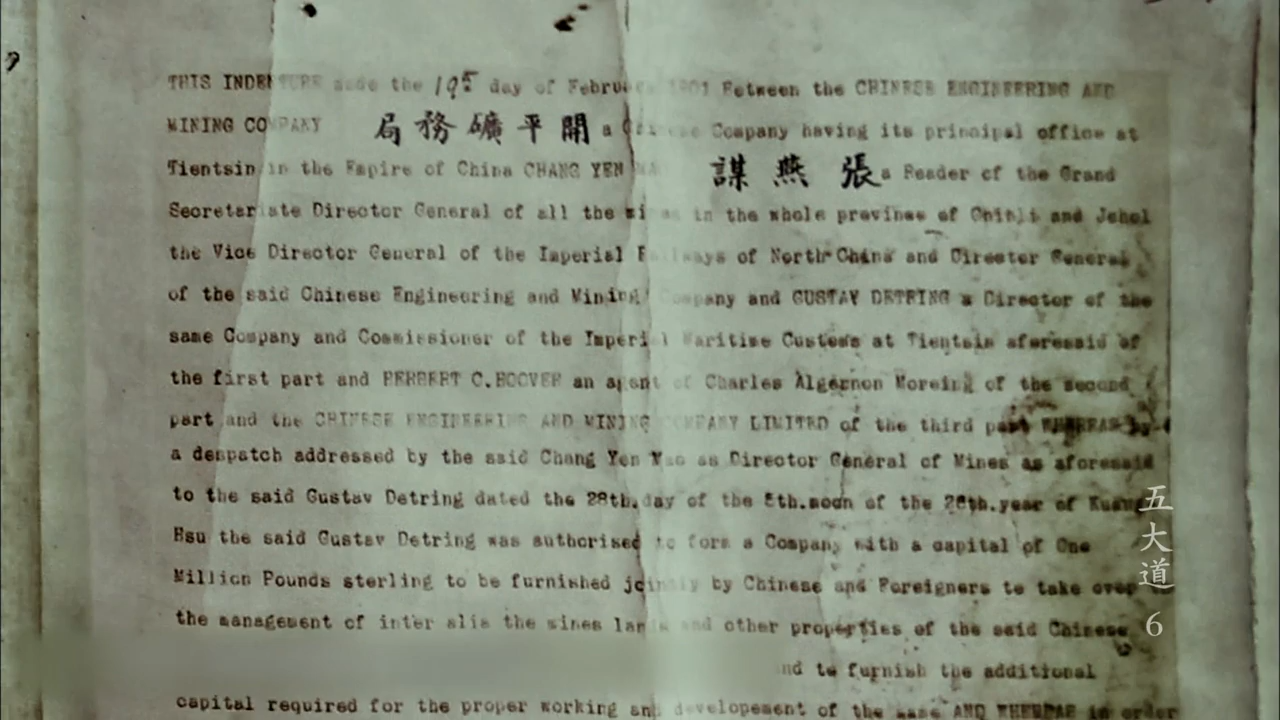 THIS INDENTURE made the 19th day of February 1901 Between the CHINESE ENGINEERING AND
MINING COMPANY 局務礦平開 a Chinese Company having its principal office at
Tientsin in the Empire of China CHANG YEN MAO 謀燕張 a Reader of the Grand
Secretariate Director General of all the mines in the whole province of Chihli and Jehol
the Vice Director General of the Imperial Railways of North China and Director General
of the said Chinese Engineering and Mining Company and GUSTAV DETRING a Director of the
same Company and Commissioner of the Imperial Maritime Customs at Tientsin aforesaid of
the first part and HERBERT C.HOOVER an agent of Charles Algernon Moreing of the second
part and the CHINESE ENGINEERING AND MINING COMPANY LIMITED of the third part WHEREAS by
a despatch addressed by the said Chang Yen Mao as Director General of Mines as aforesaid
to the said Gustav Detring dated the 28th.day of the 5th.moon of the 26th.year of Kuang
Hsu the said Gustav Detring was authorised to form a Company with a capital of One
Million Pounds sterling to be furnished jointly by Chinese and Foreigners to take over
the management of inter alia the mines lands and other properties of the said Chinese
nd to furnish the additional
capital required for the proper working and developement of the same AND WHEREAS in order
五大道 6